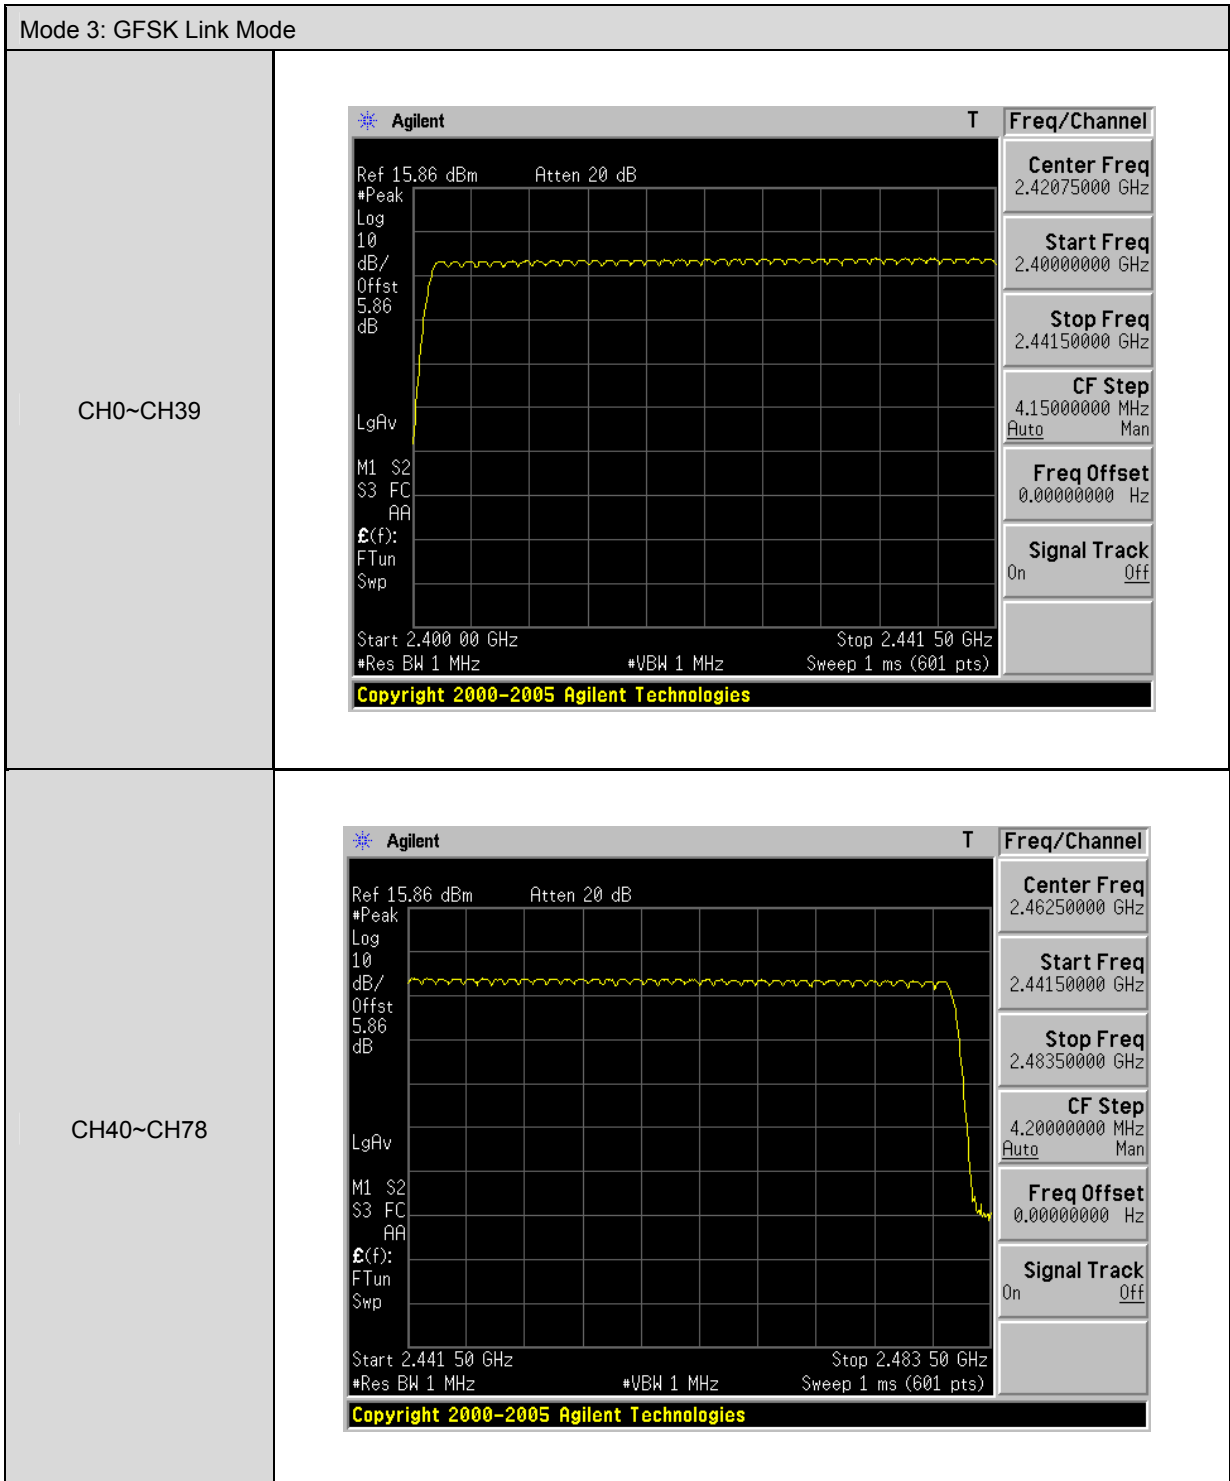 Mode 3: GFSK Link Mode
CH0~CH39
Agilent T Freq/Channel
Ref 15.86 dBm Atten 20 dB
#Peak
Log
10
dB/
Offst
5.86
dB
LgAv
M1 S2
S3 FC
AA
£(f):
FTun
Swp
Start 2.400 00 GHz Stop 2.441 50 GHz
#Res BW 1 MHz #VBW 1 MHz Sweep 1 ms (601 pts)
Copyright 2000-2005 Agilent Technologies
Center Freq
2.42075000 GHz
Start Freq
2.40000000 GHz
Stop Freq
2.44150000 GHz
CF Step
4.15000000 MHz
Auto Man
Freq Offset
0.00000000 Hz
Signal Track
On Off
CH40~CH78
Agilent T Freq/Channel
Ref 15.86 dBm Atten 20 dB
#Peak
Log
10
dB/
Offst
5.86
dB
LgAv
M1 S2
S3 FC
AA
£(f):
FTun
Swp
Start 2.441 50 GHz Stop 2.483 50 GHz
#Res BW 1 MHz #VBW 1 MHz Sweep 1 ms (601 pts)
Copyright 2000-2005 Agilent Technologies
Center Freq
2.46250000 GHz
Start Freq
2.44150000 GHz
Stop Freq
2.48350000 GHz
CF Step
4.20000000 MHz
Auto Man
Freq Offset
0.00000000 Hz
Signal Track
On Off